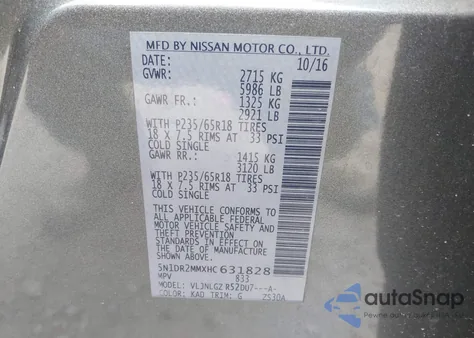 MFD BY NISSAN MOTOR CO., LTD.
DATE: 10/16
GVWR: 2715 KG
5986 LB
GAWR FR.: 1325 KG
2921 LB
WITH P235/65R18 TIRES
18 X 7.5 RIMS AT 33 PSI
COLD SINGLE
GAWR RR.: 1415 KG
3120 LB
WITH P235/65R18 TIRES
18 X 7.5 RIMS AT 33 PSI
COLD SINGLE
THIS VEHICLE CONFORMS TO
ALL APPLICABLE FEDERAL
MOTOR VEHICLE SAFETY AND
THEFT PREVENTION
STANDARDS IN EFFECT ON
THE DATE OF MANUFACTURE
SHOWN ABOVE.
5N1DR2MMXHC631828
MPV 833
MODEL: VLJNLGZ R52DU7---A-
COLOR: KAD TRIM: G 2S30A
autoSnap